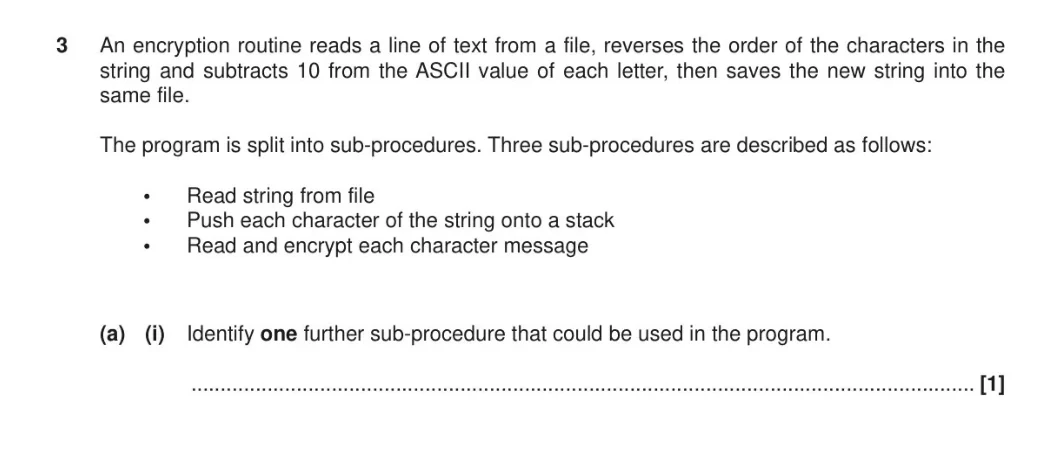 3 An encryption routine reads a line of text from a file, reverses the order of the characters in the
string and subtracts 10 from the ASCII value of each letter, then saves the new string into the
same file.
The program is split into sub-procedures. Three sub-procedures are described as follows:
• Read string from file
• Push each character of the string onto a stack
• Read and encrypt each character message
(a) (i) Identify one further sub-procedure that could be used in the program.
.......................................................................................................................................... [1]